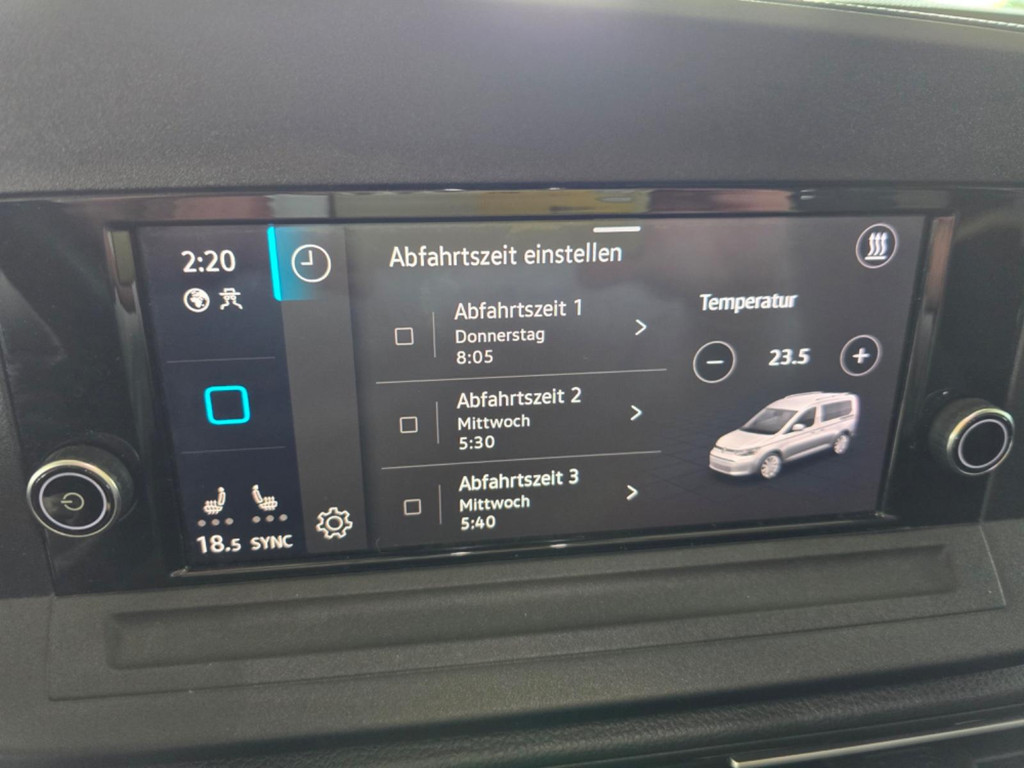 2:20
Abfahrtszeit einstellen
Abfahrtszeit 1
Donnerstag
8:05
Abfahrtszeit 2
Mittwoch
5:30
Abfahrtszeit 3
Mittwoch
5:40
Temperatur
23.5
18.5 SYNC